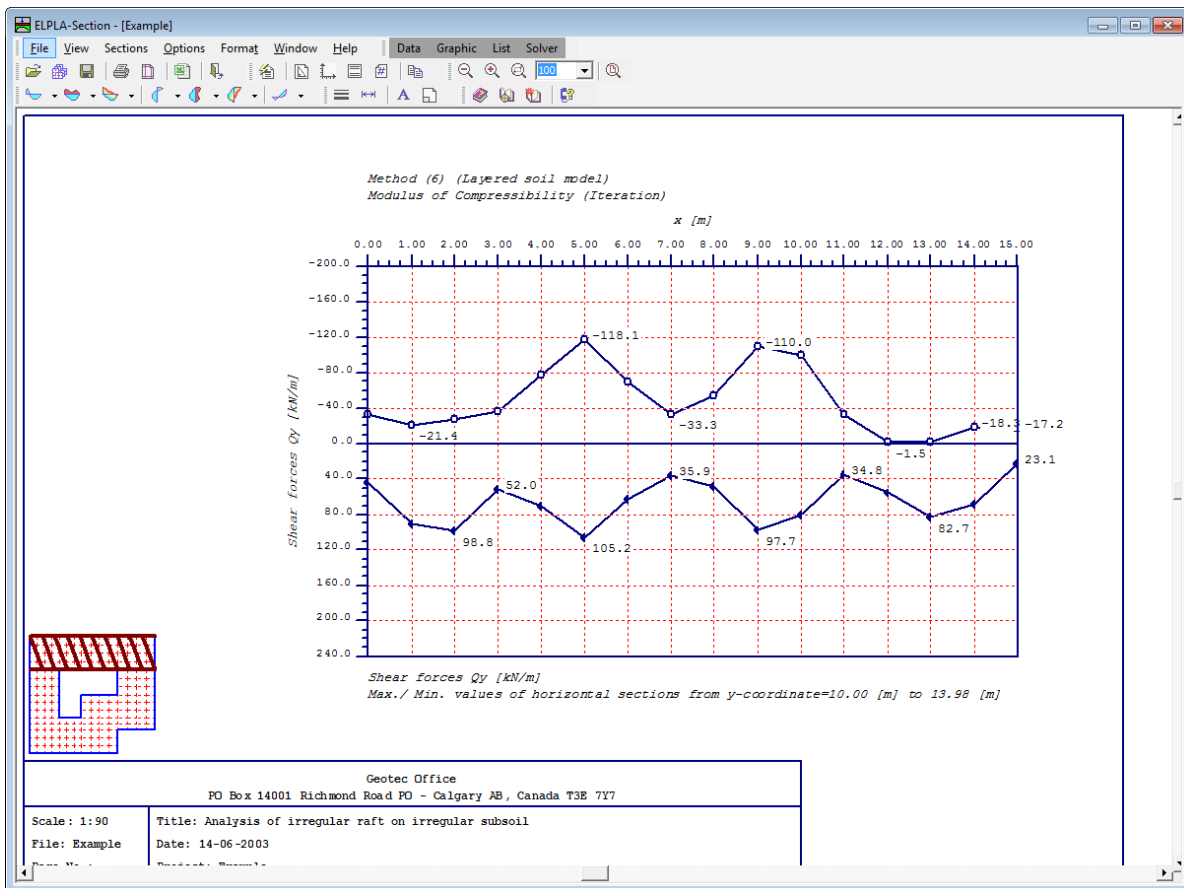 ELPLA-Section - [Example]
File View Sections Options Format Window Help Data Graphic List Solver
100
Method (6) (Layered soil model)
Modulus of Compressibility (Iteration)
x [m]
0.00 1.00 2.00 3.00 4.00 5.00 6.00 7.00 8.00 9.00 10.00 11.00 12.00 13.00 14.00 15.00
-200.0
-160.0
-120.0
-80.0
-40.0
0.0
40.0
80.0
120.0
160.0
200.0
240.0
Shear forces Qy [kN/m]
-118.1
-110.0
-21.4
-33.3
-18.3
-17.2
-1.5
52.0
35.9
34.8
23.1
98.8
105.2
97.7
82.7
Shear forces Qy [kN/m]
Max./ Min. values of horizontal sections from y-coordinate=10.00 [m] to 13.98 [m]
Geotec Office
PO Box 14001 Richmond Road PO - Calgary AB, Canada T3E 7Y7
Scale: 1:90
Title: Analysis of irregular raft on irregular subsoil
File: Example
Date: 14-06-2003